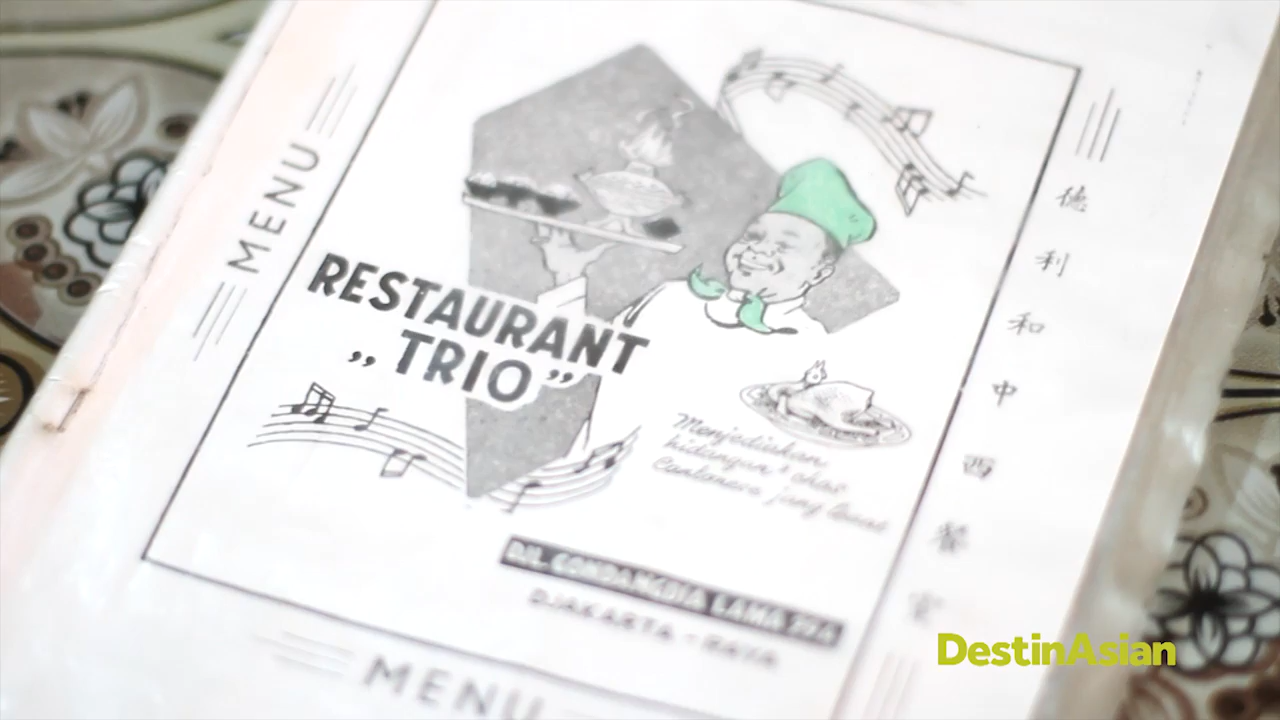 MENU
RESTAURANT
„ TRIO”
Menjediakan
hidangan² chas
Cantonese jang lezat
DJL. GONDANGDIA LAMA 29A
DJAKARTA - RAYA
MENU
德利和中西餐室
DestinAsian